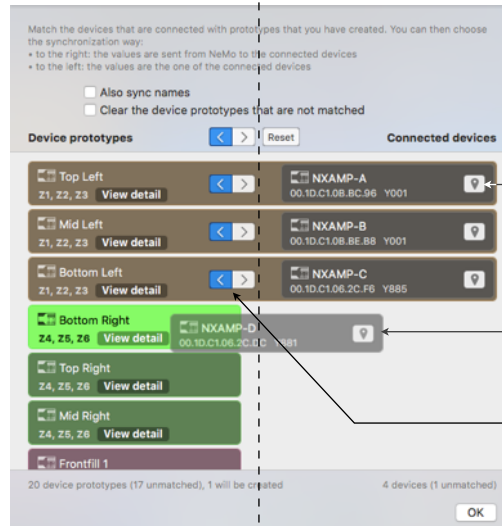 Match the devices that are connected with prototypes that you have created. You can then choose
the synchronization way:
• to the right: the values are sent from NeMo to the connected devices
• to the left: the values are the one of the connected devices
Also sync names
Clear the device prototypes that are not matched
Device prototypes < > Reset Connected devices
Top Left
Z1, Z2, Z3 View detail
< >
NXAMP-A
00.1D.C1.0B.BC.96 Y001
Mid Left
Z1, Z2, Z3 View detail
< >
NXAMP-B
00.1D.C1.0B.BE.B8 Y001
Bottom Left
Z1, Z2, Z3 View detail
< >
NXAMP-C
00.1D.C1.06.2C.F6 Y885
Bottom Right
Z4, Z5, Z6 View detail
NXAMP-D
00.1D.C1.06.2C.DC Y881
Top Right
Z4, Z5, Z6 View detail
Mid Right
Z4, Z5, Z6 View detail
Frontfill 1
20 device prototypes (17 unmatched), 1 will be created 4 devices (1 unmatched)
OK